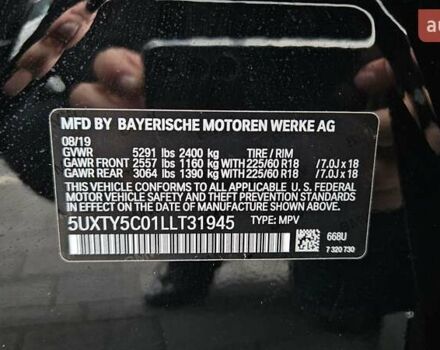 au
MFD BY BAYERISCHE MOTOREN WERKE AG
08/19
GVWR 5291 lbs 2400 kg TIRE / RIM
GAWR FRONT 2557 lbs 1160 kg WITH 225/60 R18 /7.0J x 18
GAWR REAR 3064 lbs 1390 kg WITH 225/60 R18 /7.0J x 18
THIS VEHICLE CONFORMS TO ALL APPLICABLE U. S. FEDERAL
MOTOR VEHICLE SAFETY, BUMPER, AND THEFT PREVENTION
STANDARDS IN EFFECT ON THE DATE OF MANUFACTURE SHOWN ABOVE.
5UXTY5C01LLT31945 TYPE: MPV
668U
7 320 730